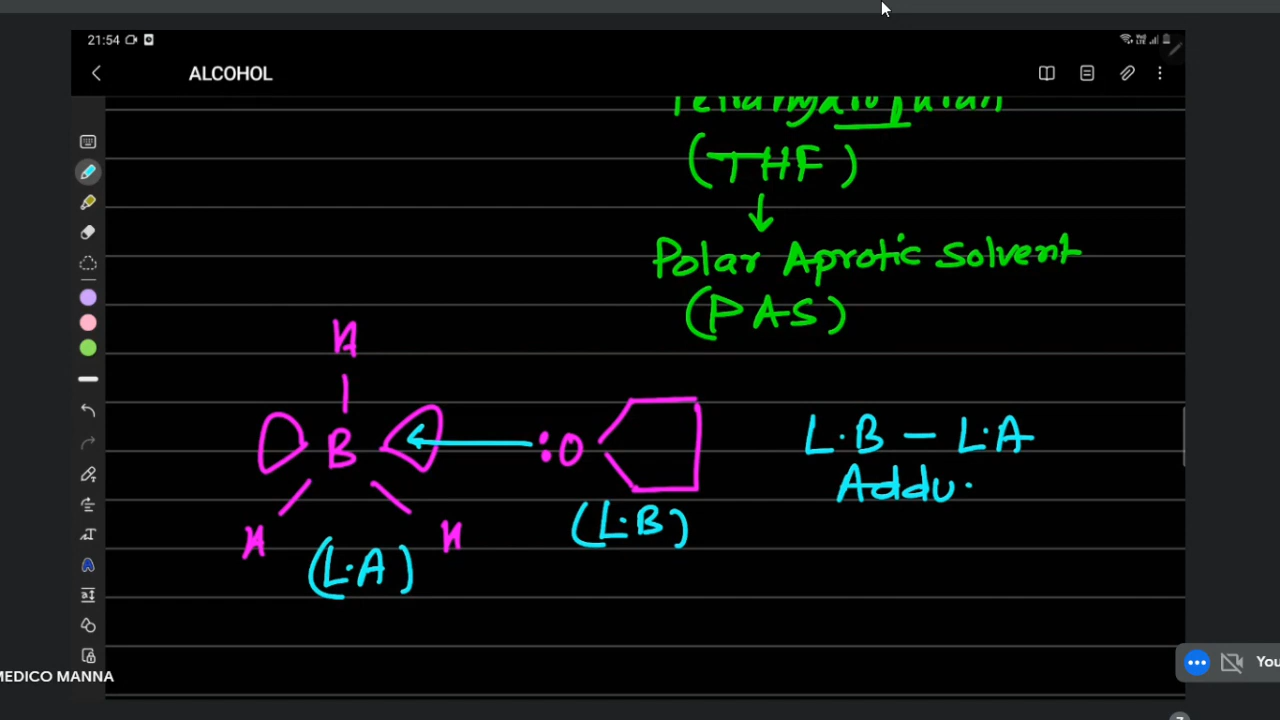 21:54
ALCOHOL
(THF)
↓
Polar Aprotic Solvent
(PAS)
H
B
:O
L.B - L.A
Addu
H
H
(L.B)
(L.A)
MEDICO MANNA
You